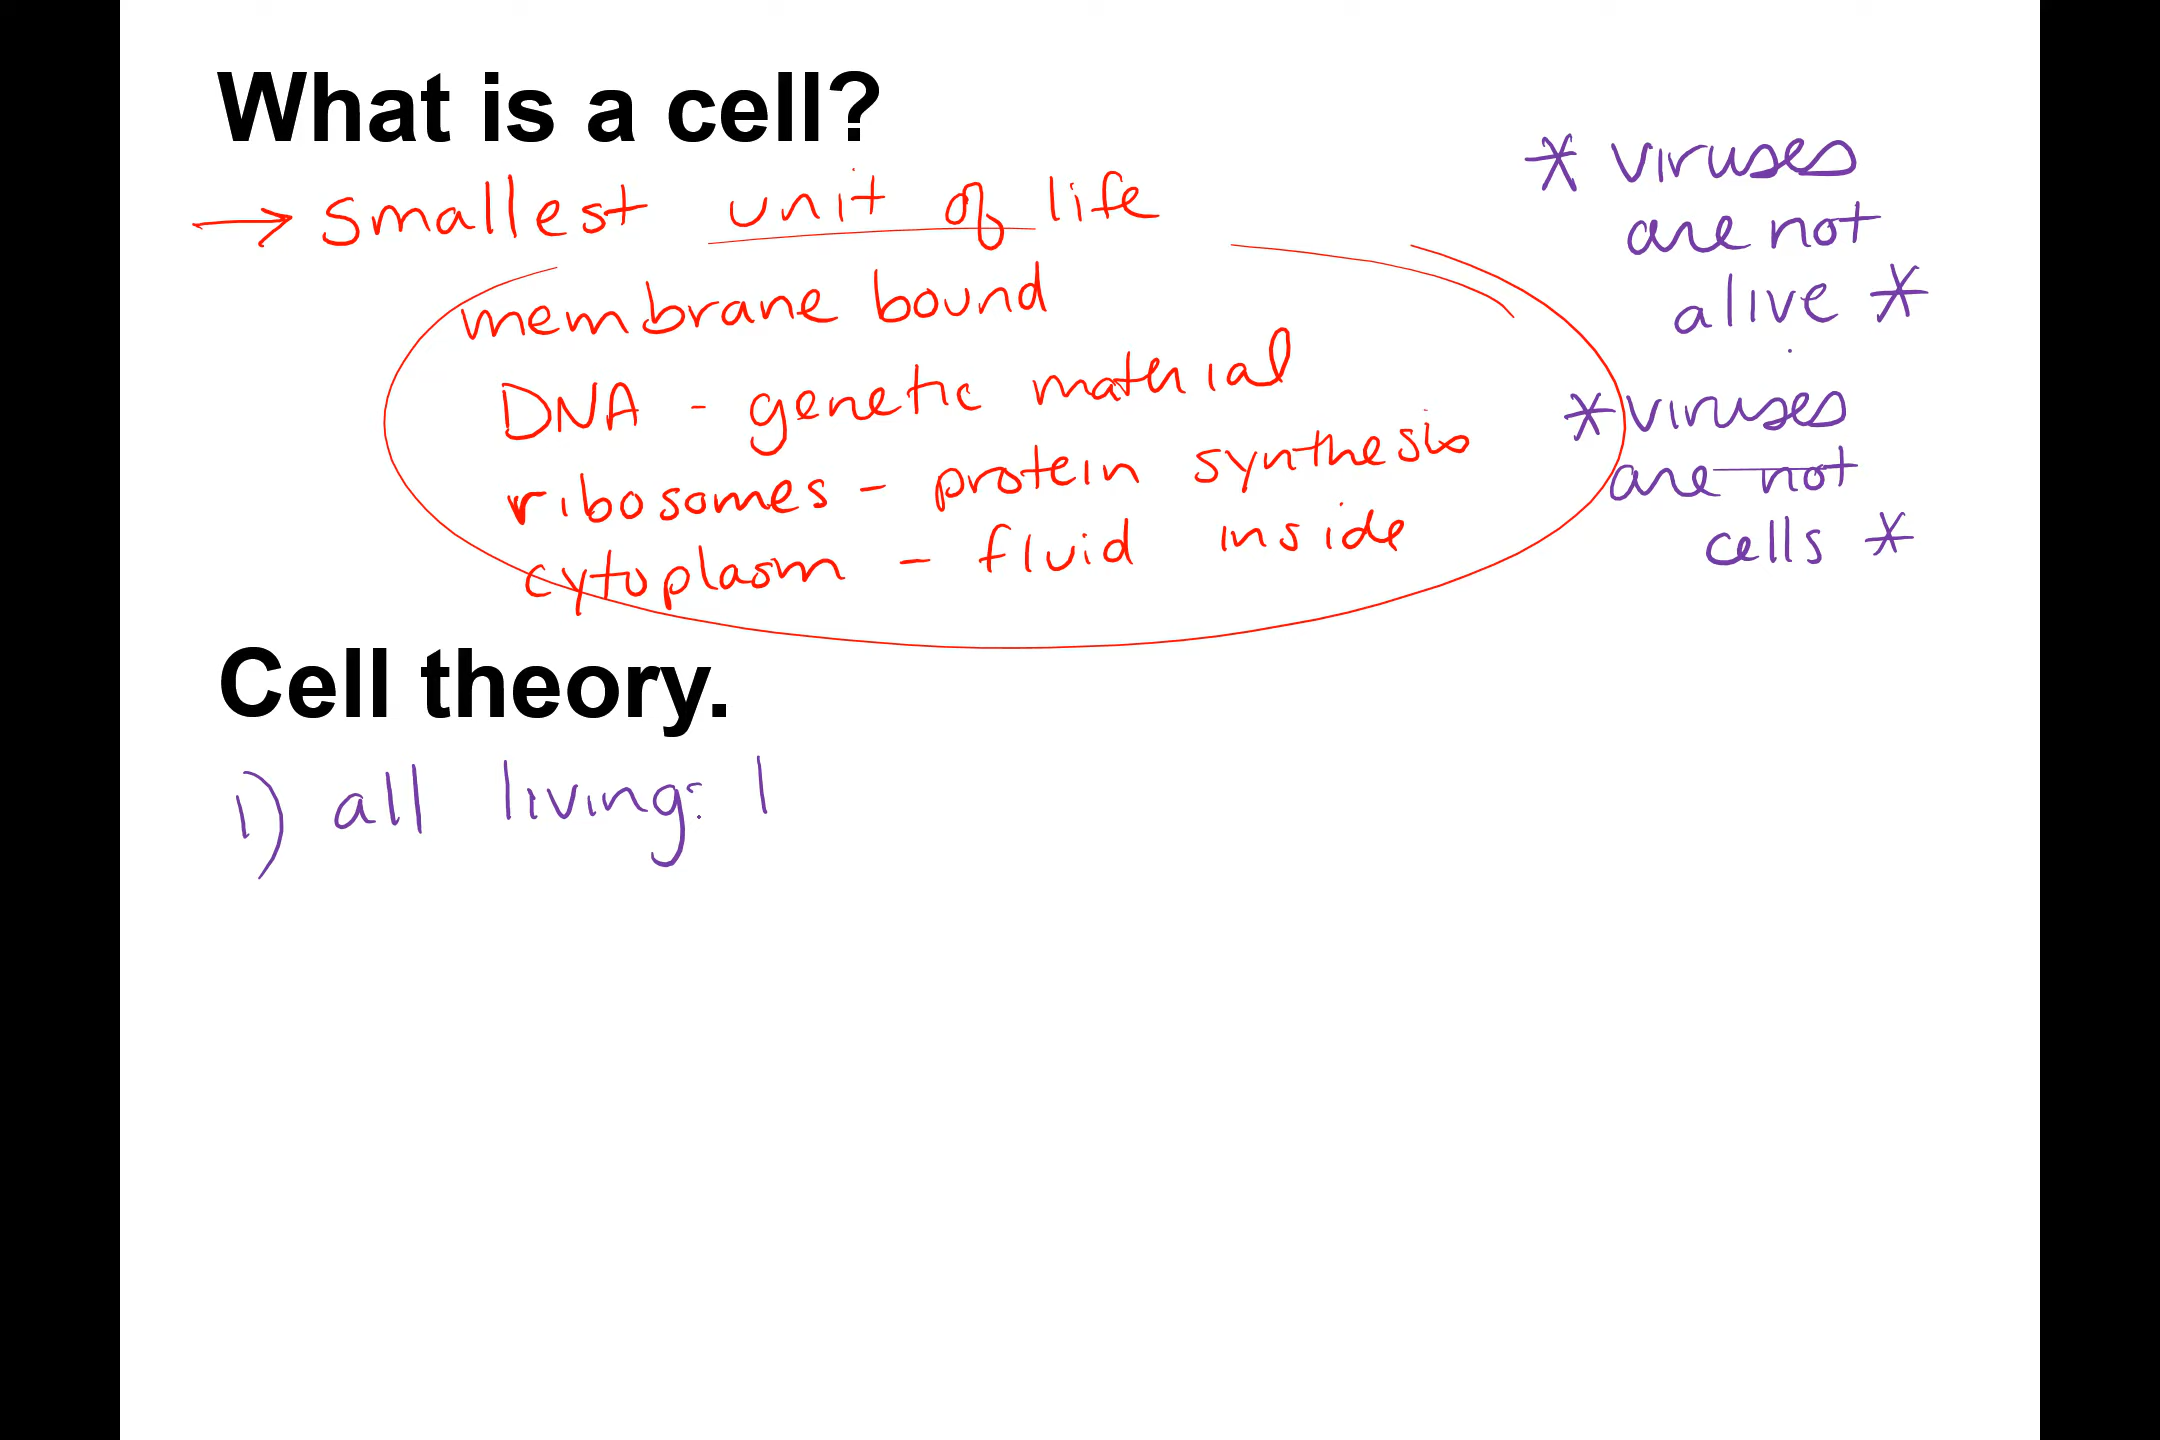 What is a cell?
→ smallest unit of life
membrane bound
DNA - genetic material
ribosomes - protein synthesis
cytoplasm - fluid inside
* viruses
are not
alive *
* viruses
are not
cells *
Cell theory.
1) all living: l